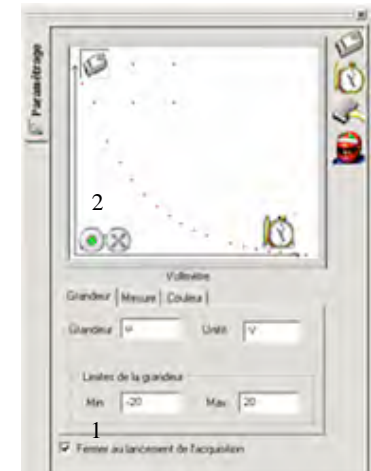 Paramétrage
2
Voltmètre
Grandeur Mesure Couleur
Grandeur u Unité V
Limites de la grandeur
Min -20 Max 20
1
Fermer au lancement de l'acquisition